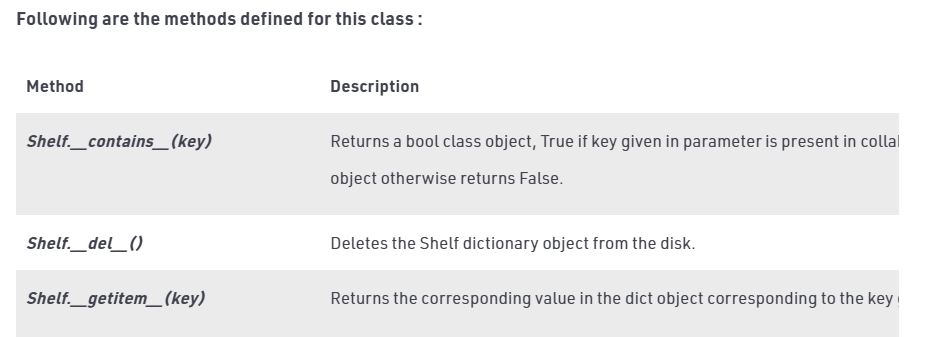 Following are the methods defined for this class :
Method Description
Shelf.__contains__(key) Returns a bool class object, True if key given in parameter is present in
object otherwise returns False.
Shelf.__del__() Deletes the Shelf dictionary object from the disk.
Shelf.__getitem__(key) Returns the corresponding value in the dict object corresponding to the key